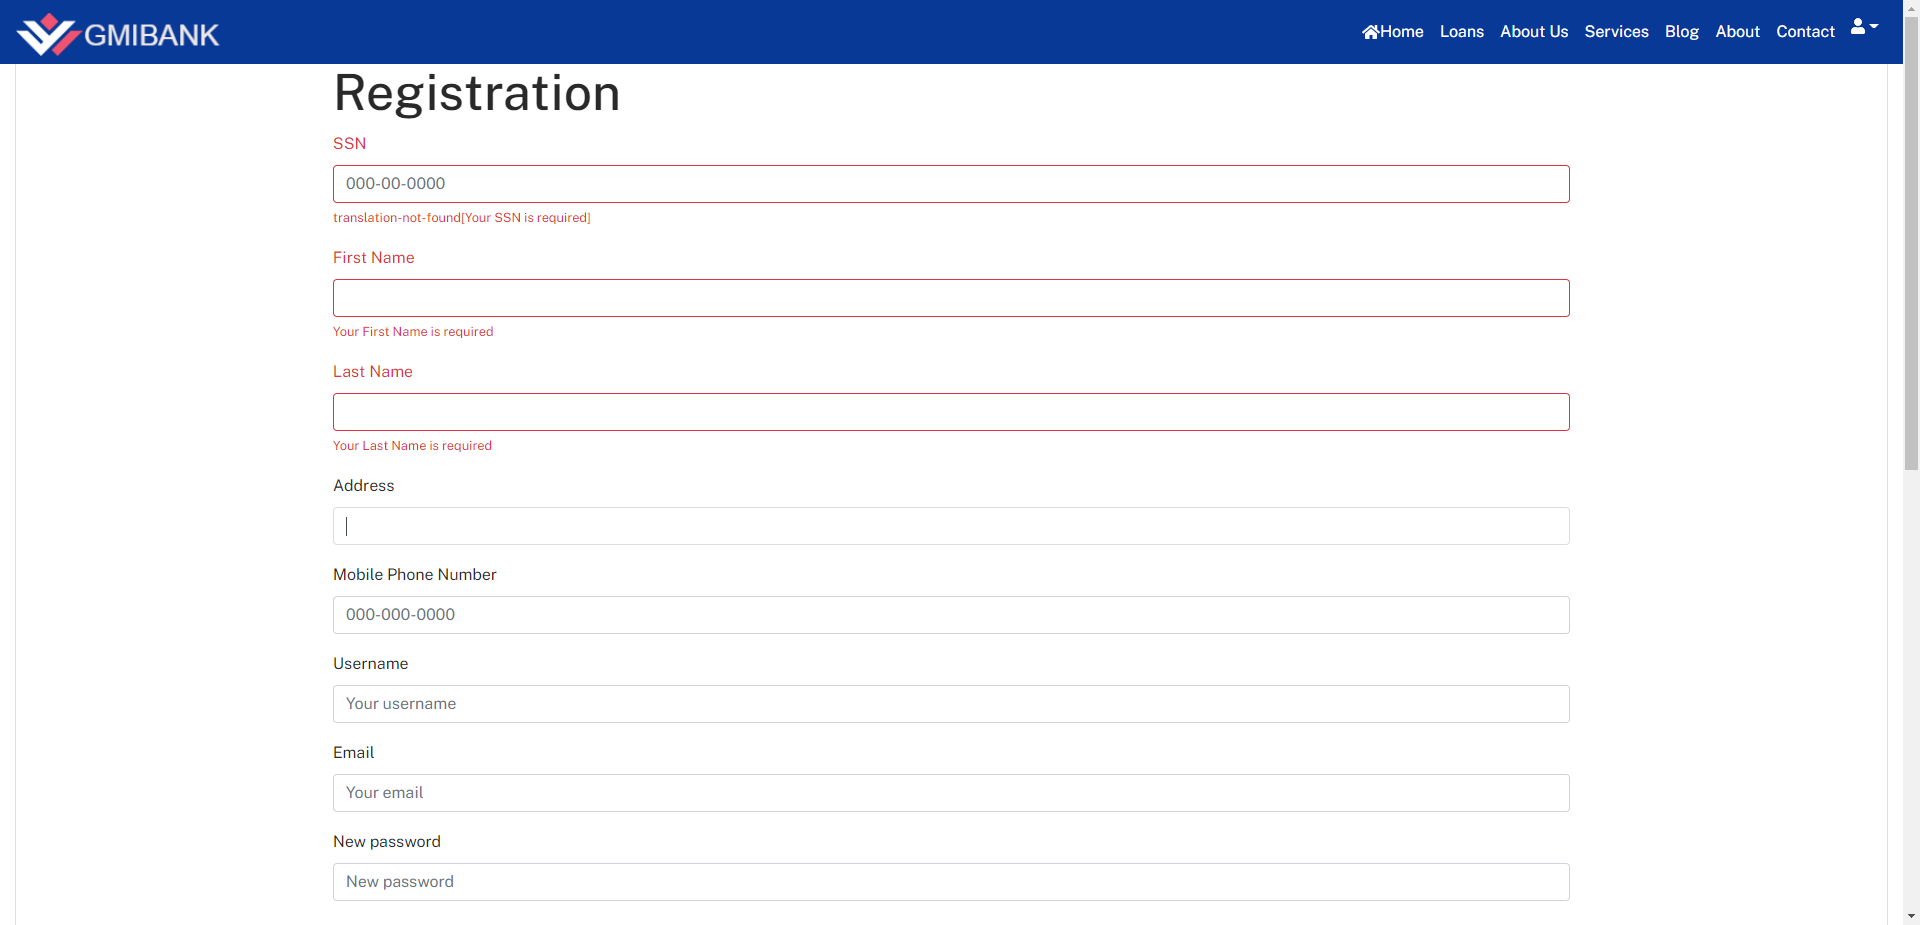 GMIBANK
Home Loans About Us Services Blog About Contact
Registration
SSN
000-00-0000
translation-not-found[Your SSN is required]
First Name
Your First Name is required
Last Name
Your Last Name is required
Address
Mobile Phone Number
000-000-0000
Username
Your username
Email
Your email
New password
New password